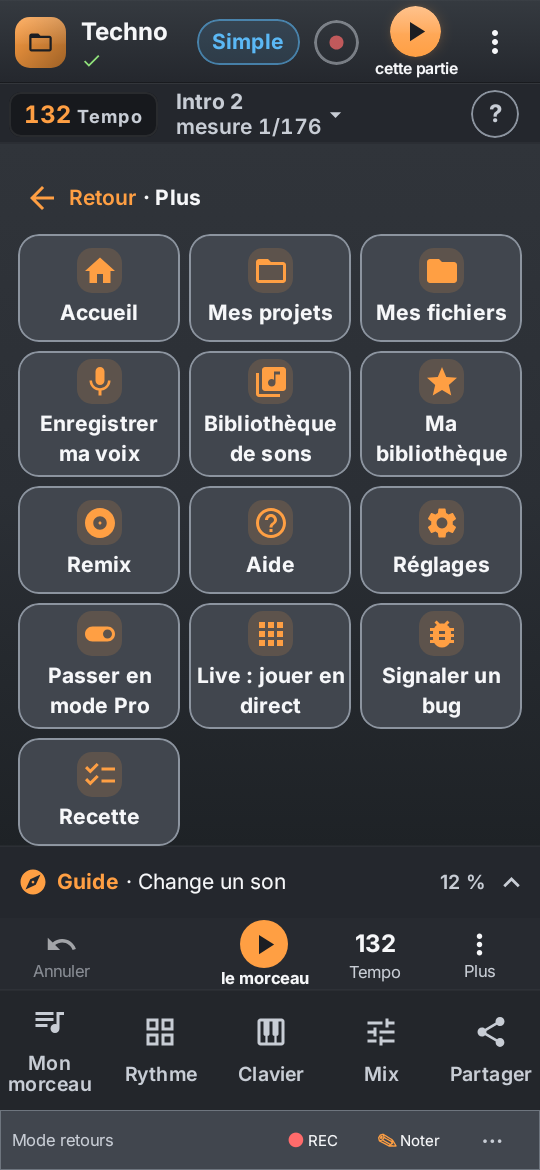 Techno
Simple
cette partie
132 Tempo
Intro 2
mesure 1/176
?
Retour · Plus
Accueil
Mes projets
Mes fichiers
Enregistrer
ma voix
Bibliothèque
de sons
Ma
bibliothèque
Remix
Aide
Réglages
Passer en
mode Pro
Live : jouer en
direct
Signaler un
bug
Recette
Guide · Change un son
12 %
Annuler
le morceau
132
Tempo
Plus
Mon
morceau
Rythme
Clavier
Mix
Partager
Mode retours
REC
Noter